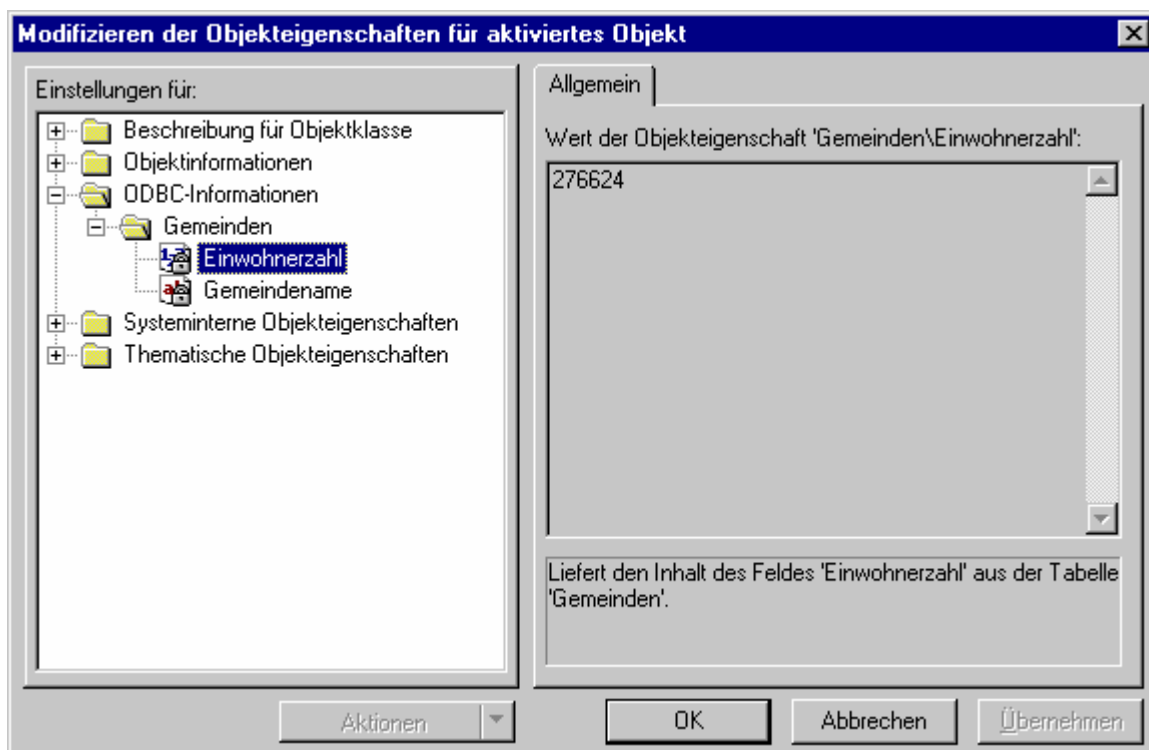 Modifizieren der Objekteigenschaften für aktiviertes Objekt
Einstellungen für:
Beschreibung für Objektklasse
Objektinformationen
ODBC-Informationen
Gemeinden
Einwohnerzahl
Gemeindename
Systeminterne Objekteigenschaften
Thematische Objekteigenschaften
Allgemein
Wert der Objekteigenschaft 'Gemeinden\Einwohnerzahl':
276624
Liefert den Inhalt des Feldes 'Einwohnerzahl' aus der Tabelle
'Gemeinden'.
Aktionen
OK
Abbrechen
Übernehmen